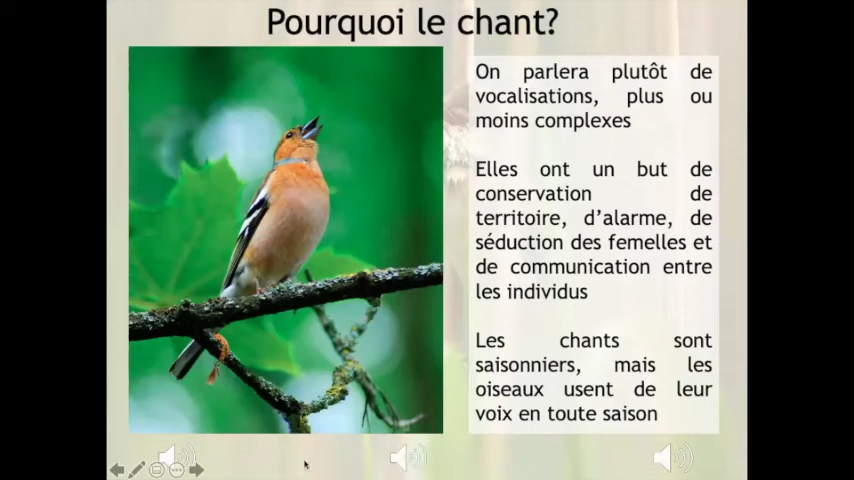 Pourquoi le chant?
On parlera plutôt de
vocalisations, plus ou
moins complexes
Elles ont un but de
conservation de
territoire, d’alarme, de
séduction des femelles et
de communication entre
les individus
Les chants sont
saisonniers, mais les
oiseaux usent de leur
voix en toute saison